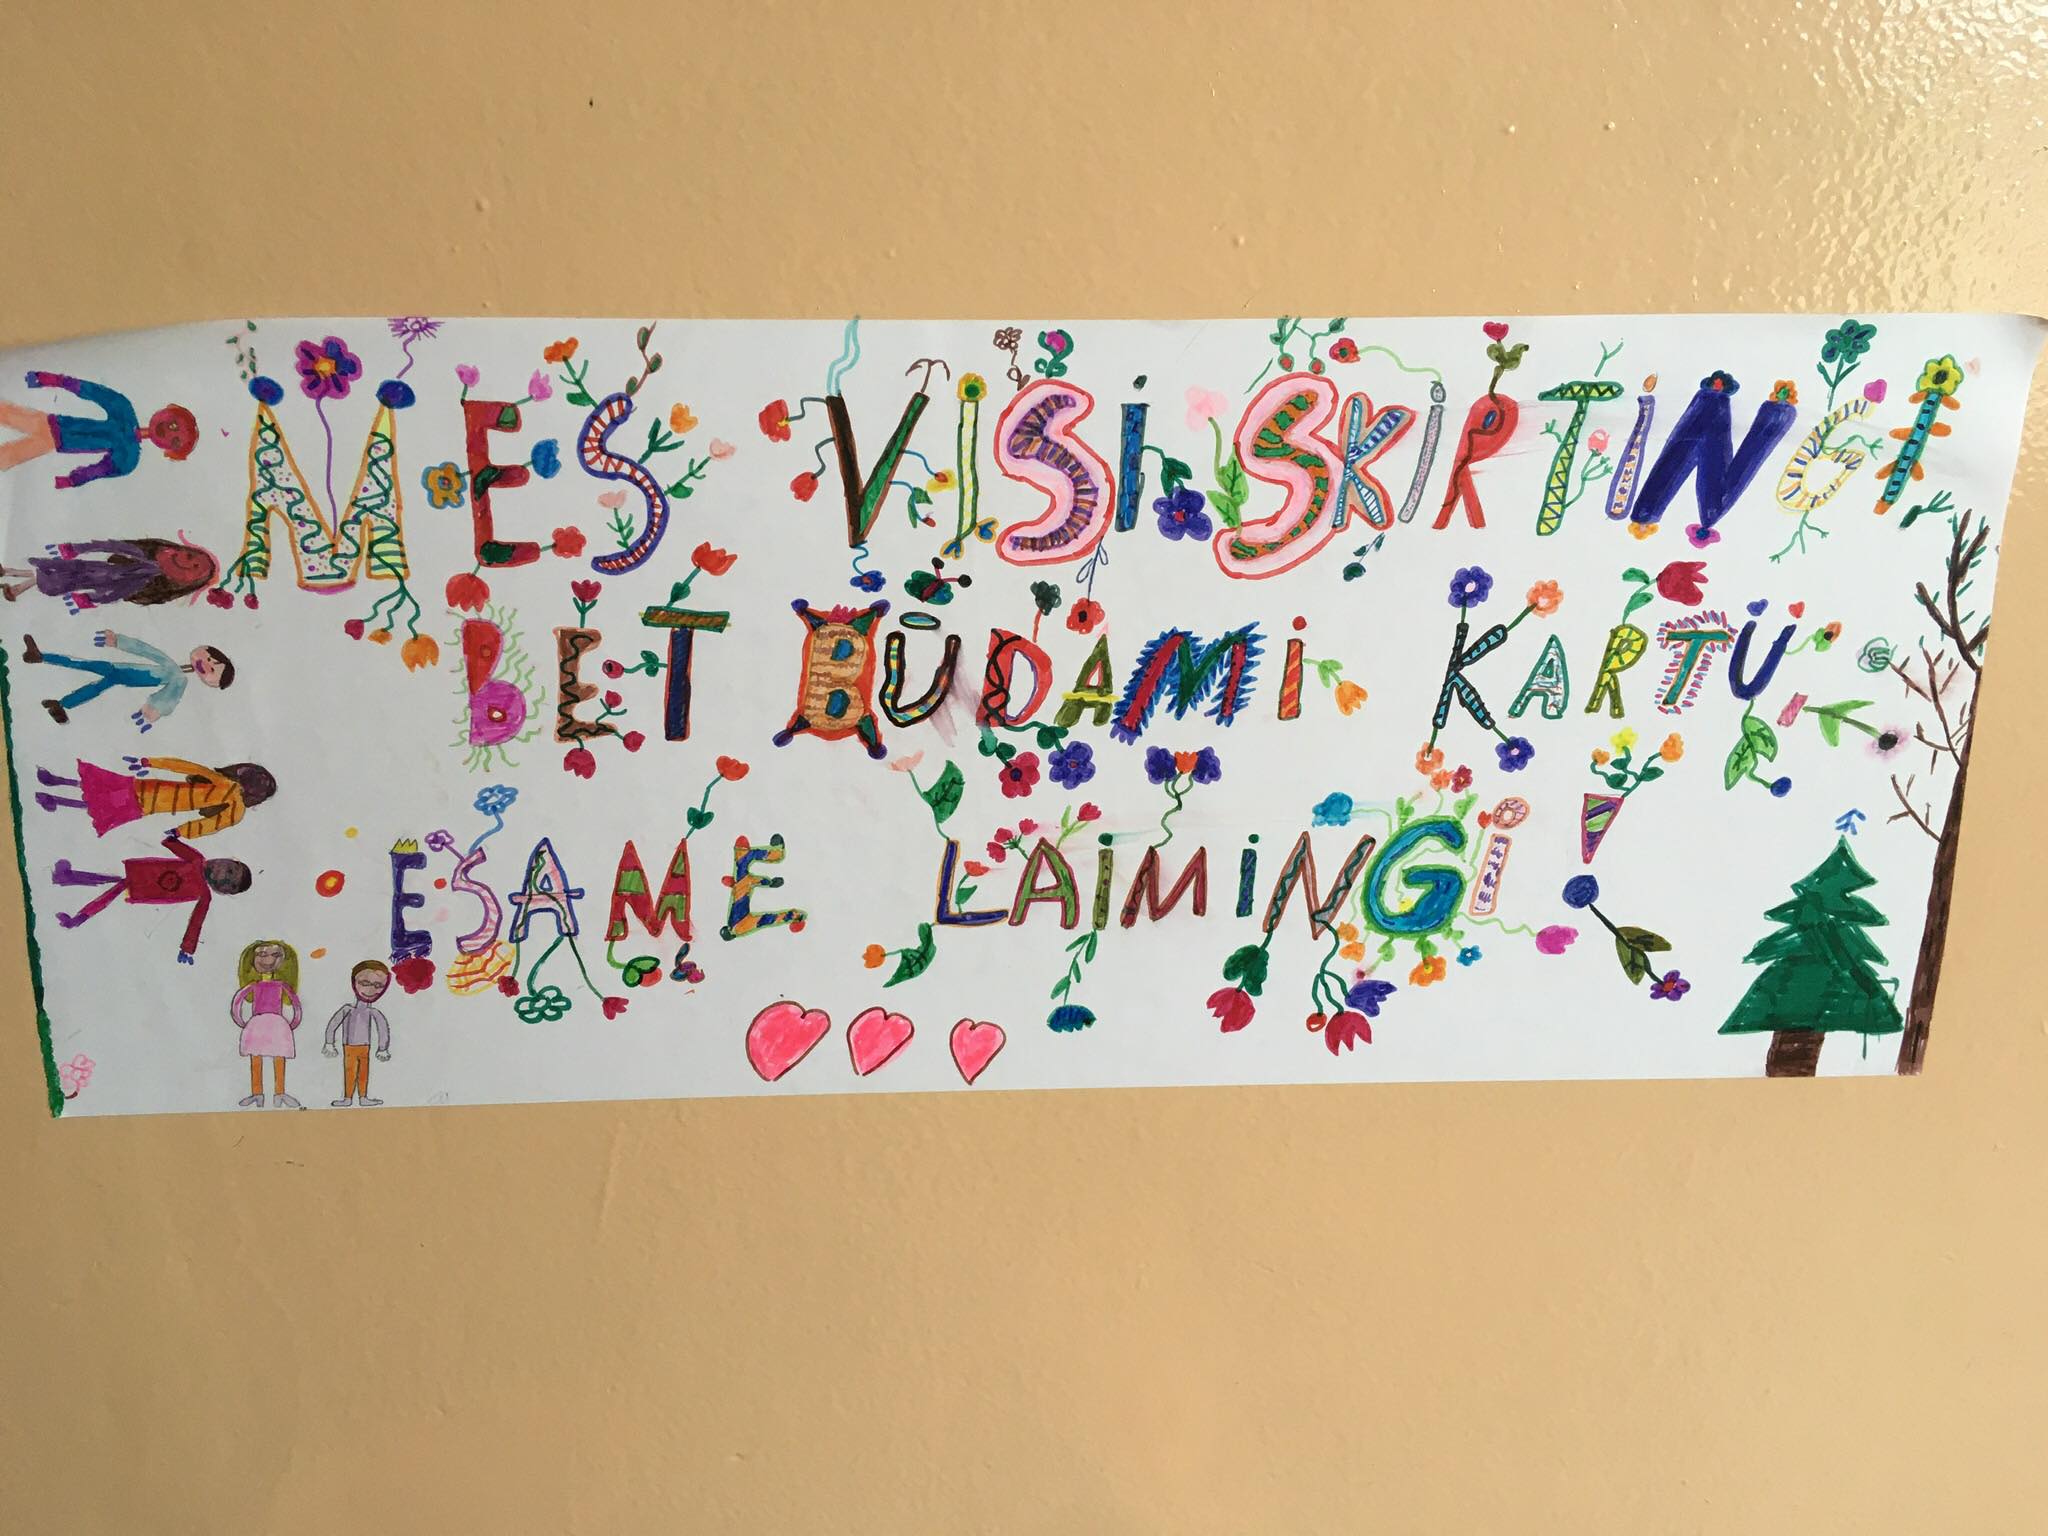 MES VISI SKIRTINGI
BET BŪDAMI KARTU
ESAME LAIMINGI!